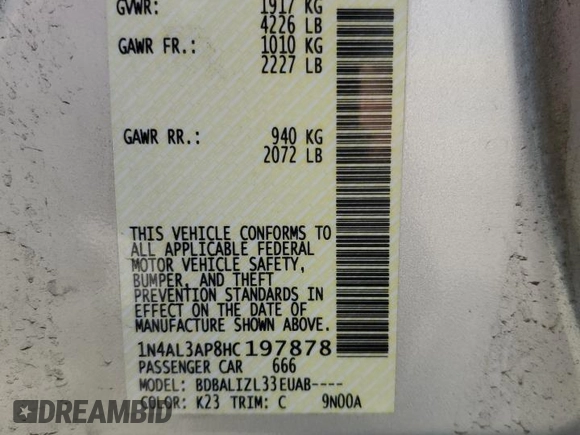 GVWR: 1917 KG
4226 LB
GAWR FR.: 1010 KG
2227 LB
GAWR RR.: 940 KG
2072 LB
THIS VEHICLE CONFORMS TO
ALL APPLICABLE FEDERAL
MOTOR VEHICLE SAFETY,
BUMPER, AND THEFT
PREVENTION STANDARDS IN
EFFECT ON THE DATE OF
MANUFACTURE SHOWN ABOVE.
1N4AL3AP8HC197878
PASSENGER CAR 666
MODEL: BDBALIZL33EUAB----
COLOR: K23 TRIM: C 9N00A
DREAMBID